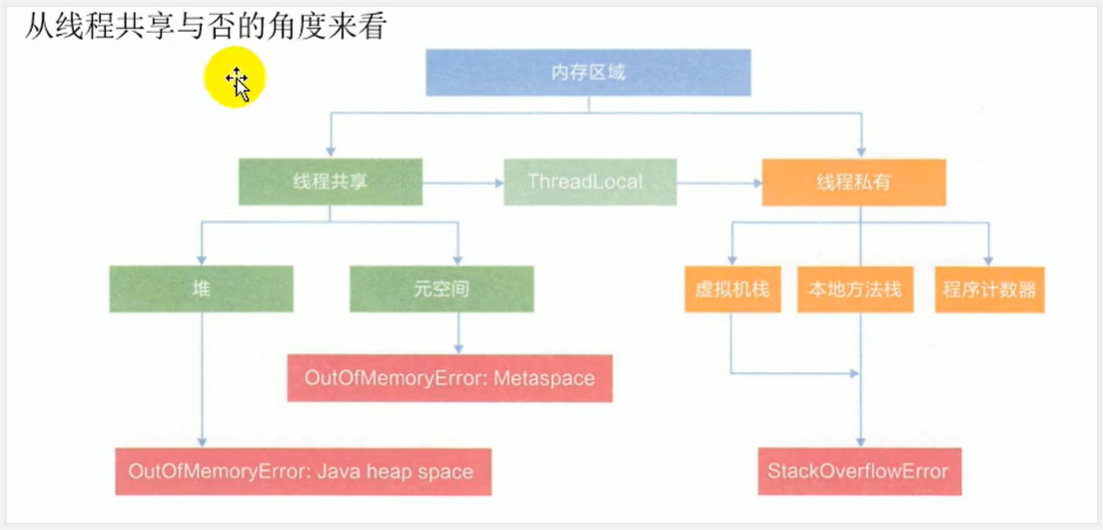 从线程共享与否的角度来看
内存区域
线程共享
ThreadLocal
线程私有
堆
元空间
虚拟机栈
本地方法栈
程序计数器
OutOfMemoryError: Metaspace
OutOfMemoryError: Java heap space
StackOverflowError